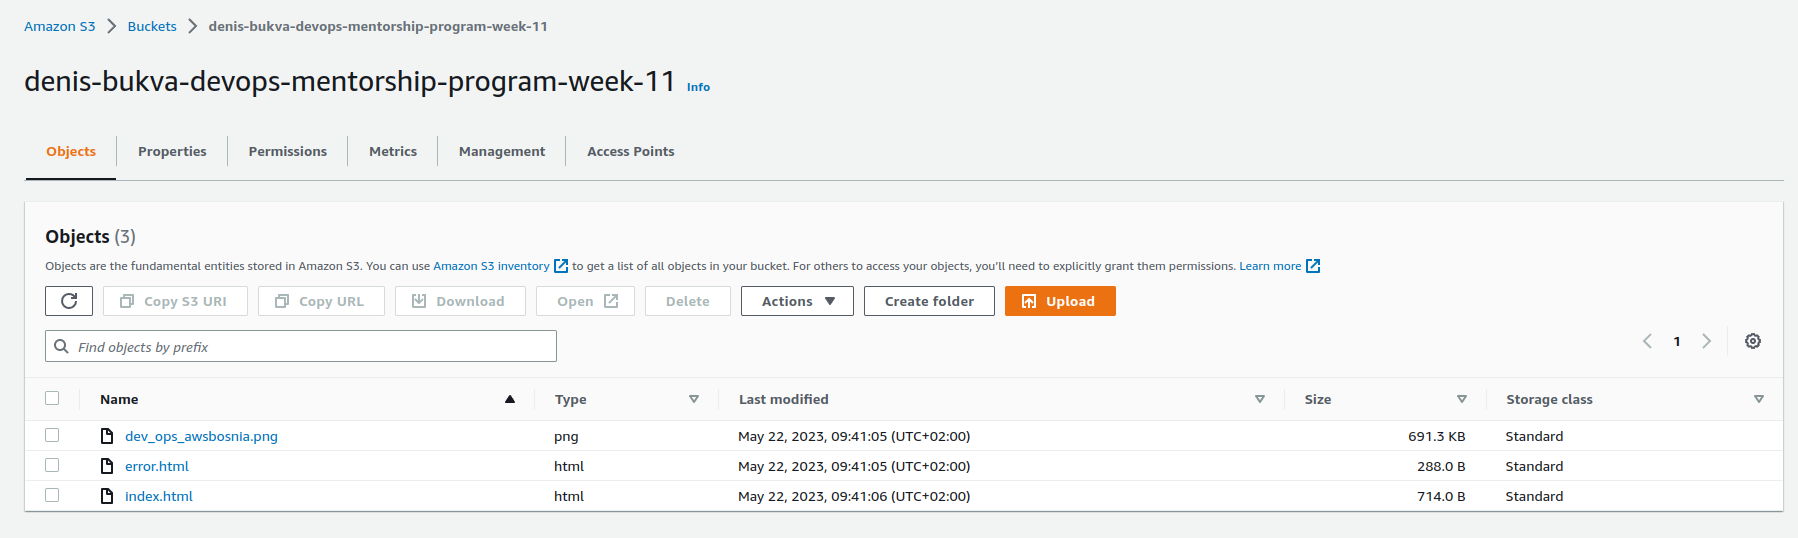 Amazon S3 > Buckets > denis-bukva-devops-mentorship-program-week-11
denis-bukva-devops-mentorship-program-week-11 Info
Objects Properties Permissions Metrics Management Access Points
Objects (3)
Objects are the fundamental entities stored in Amazon S3. You can use Amazon S3 inventory to get a list of all objects in your bucket. For others to access your objects, you'll need to explicitly grant them permissions. Learn more
Copy S3 URI Copy URL Download Open Delete Actions Create folder Upload
Find objects by prefix
1
Name Type Last modified Size Storage class
dev_ops_awsbosnia.png png May 22, 2023, 09:41:05 (UTC+02:00) 691.3 KB Standard
error.html html May 22, 2023, 09:41:05 (UTC+02:00) 288.0 B Standard
index.html html May 22, 2023, 09:41:06 (UTC+02:00) 714.0 B Standard